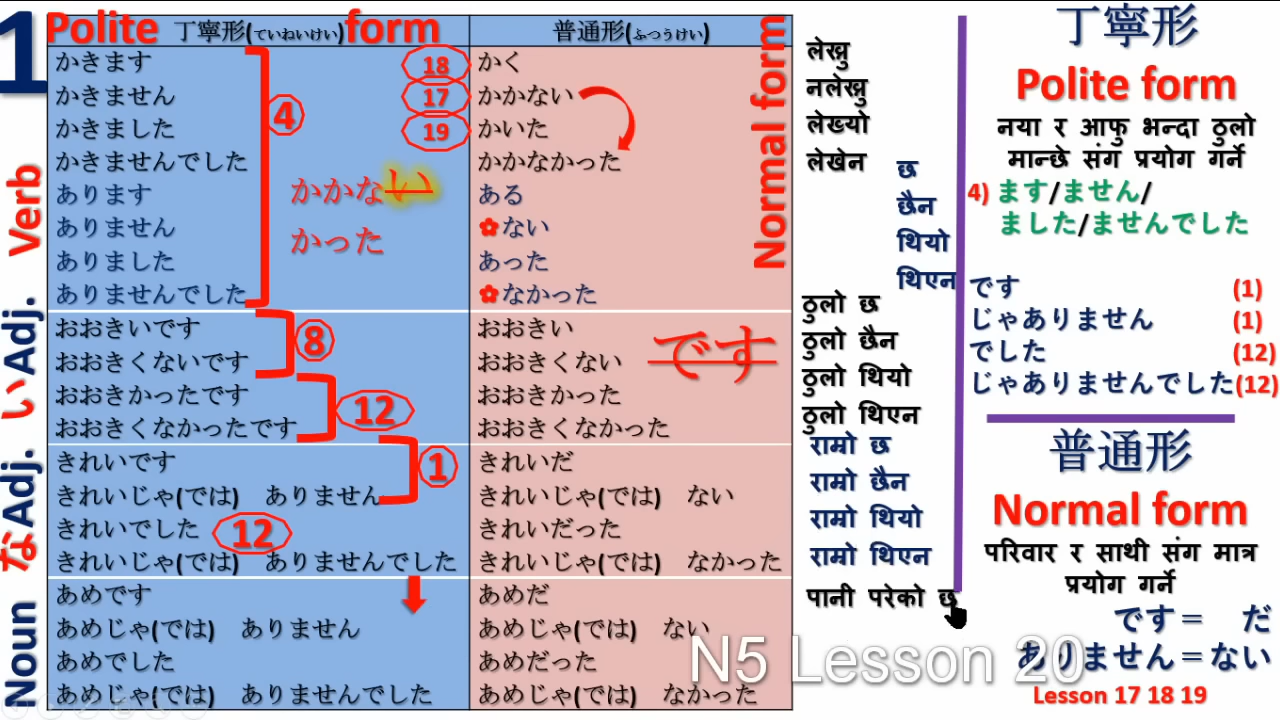 1
Polite 丁寧形(ていねいけい)form
普通形(ふつうけい)
Verb
いAdj.
なAdj.
Noun
Normal form
かきます 18 かく
かきません 17 かかない
かきました 19 かいた
かきませんでした かかなかった
あります ある
ありません ない
ありました あった
ありませんでした なかった
4
かかない
かった
おおきいです おおきい
おおきくないです おおきくない
おおきかったです おおきかった
おおきくなかったです おおきくなかった
8
12
です
きれいです きれいだ
きれいじゃ(では) ありません きれいじゃ(では) ない
きれいでした 12 きれいだった
きれいじゃ(では) ありませんでした きれいじゃ(では) なかった
1
あめです あめだ
あめじゃ(では) ありません あめじゃ(では) ない
あめでした あめだった
あめじゃ(では) ありませんでした あめじゃ(では) なかった
लेखु
नलेखु
लेख्यो
लेखेन
छ
छैन
थियो
थिएन
ठुलो छ
ठुलो छैन
ठुलो थियो
ठुलो थिएन
राम्रो छ
राम्रो छैन
राम्रो थियो
राम्रो थिएन
पानी परेको छ
丁寧形
Polite form
नया र आफु भन्दा ठुलो
मान्छे संग प्रयोग गर्ने
4) ます/ません/
ました/ませんでした
です (1)
じゃありません (1)
でした (12)
じゃありませんでした(12)
普通形
Normal form
परिवार र साथी संग मात्र
प्रयोग गर्ने
です＝ だ
ありません＝ない
Lesson 17 18 19
N5 Lesson 20